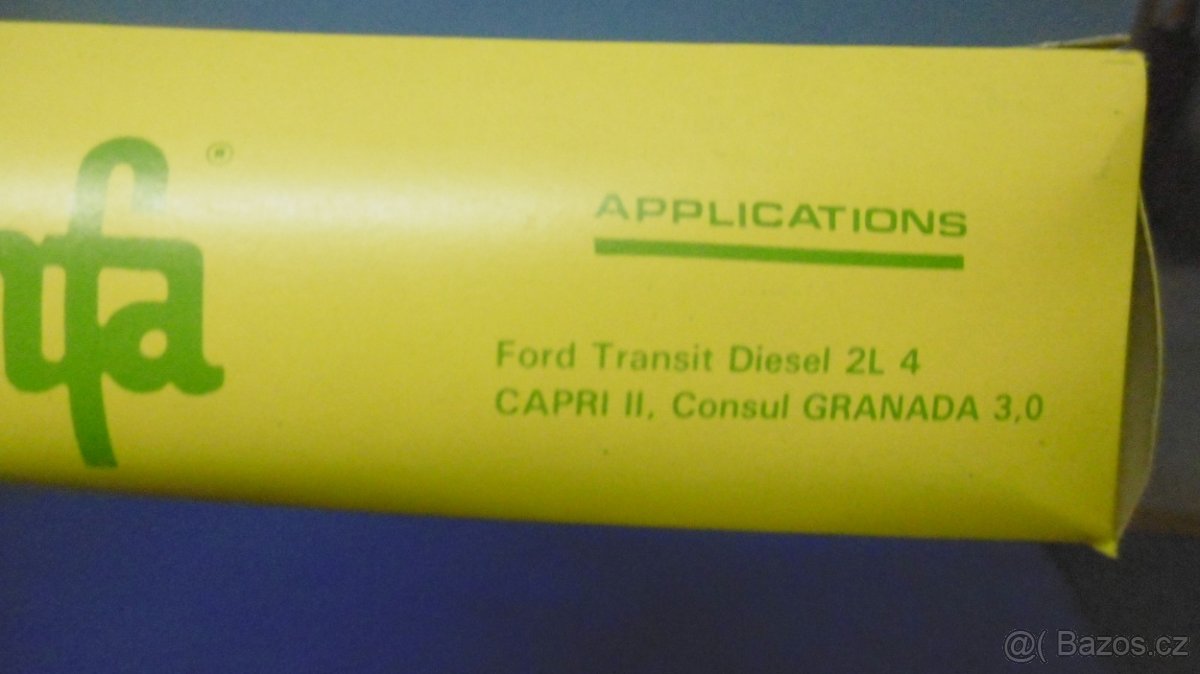 APPLICATIONS
Ford Transit Diesel 2L 4
CAPRI II, Consul GRANADA 3,0
@( Bazos.cz